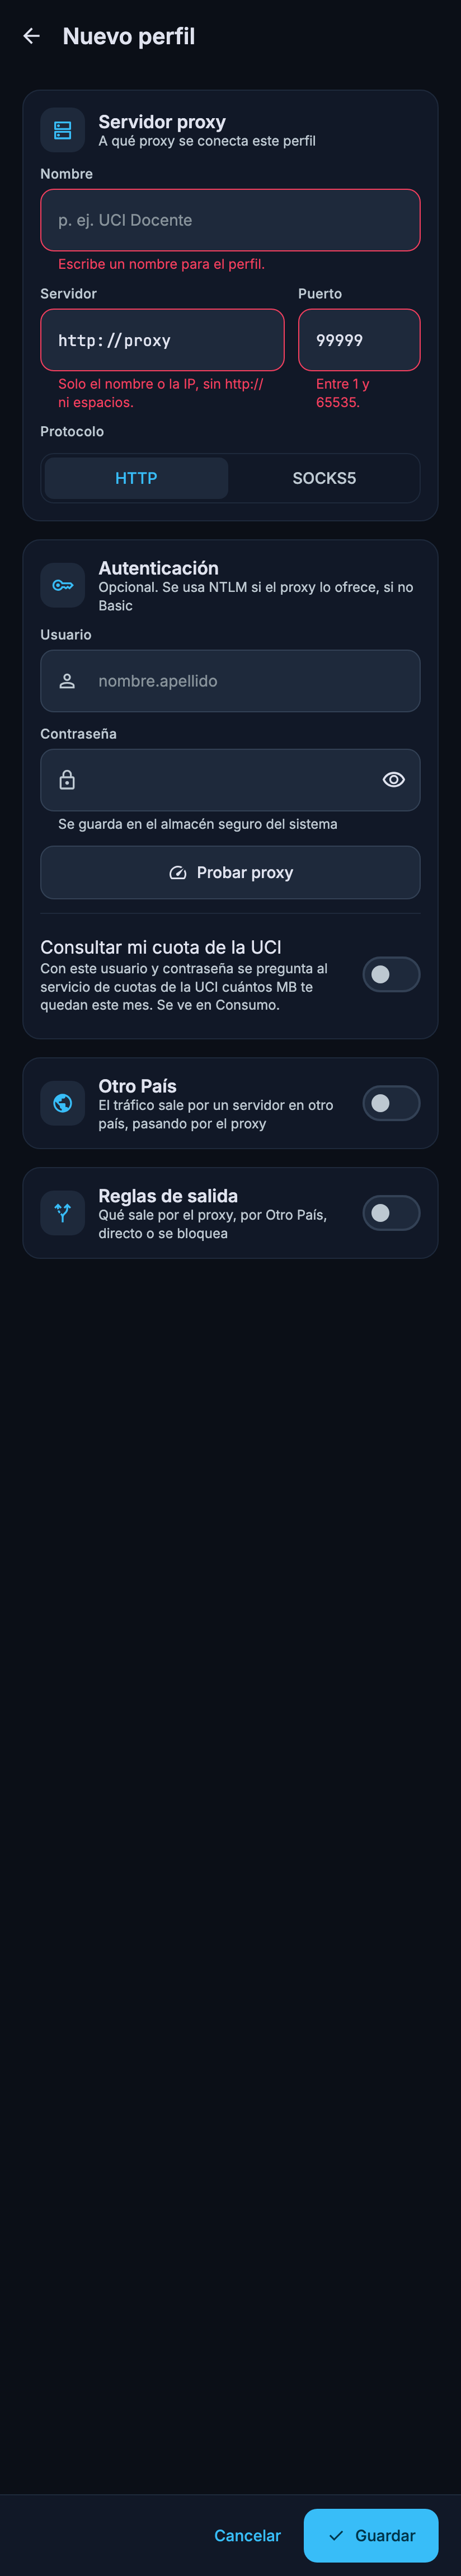 Nuevo perfil
Servidor proxy
A qué proxy se conecta este perfil
Nombre
p. ej. UCI Docente
Escribe un nombre para el perfil.
Servidor
Puerto
http://proxy
99999
Solo el nombre o la IP, sin http://
ni espacios.
Entre 1 y
65535.
Protocolo
HTTP
SOCKS5
Autenticación
Opcional. Se usa NTLM si el proxy lo ofrece, si no
Basic
Usuario
nombre.apellido
Contraseña
Se guarda en el almacén seguro del sistema
Probar proxy
Consultar mi cuota de la UCI
Con este usuario y contraseña se pregunta al
servicio de cuotas de la UCI cuántos MB te
quedan este mes. Se ve en Consumo.
Otro País
El tráfico sale por un servidor en otro
país, pasando por el proxy
Reglas de salida
Qué sale por el proxy, por Otro País,
directo o se bloquea
Cancelar
Guardar